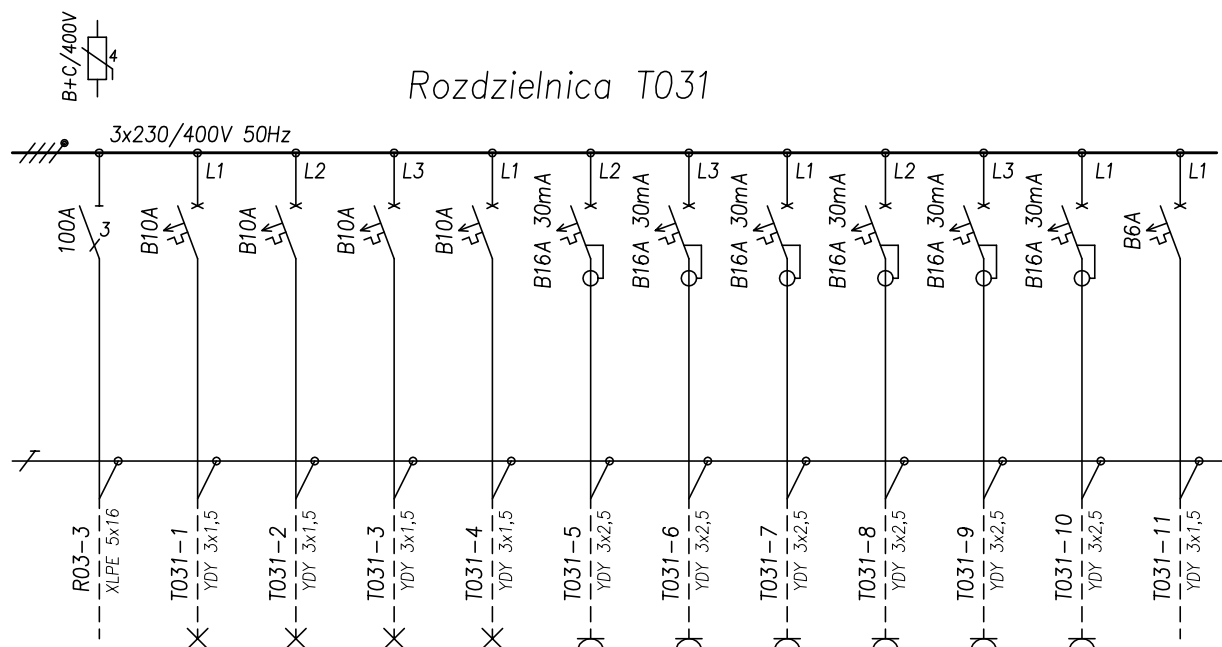 B+C/400V
4
Rozdzielnica T031
3x230/400V 50Hz
L1
L2
L3
L1
L2
L3
L1
L2
L3
L1
L1
100A
3
B10A
B10A
B10A
B10A
B16A 30mA
B16A 30mA
B16A 30mA
B16A 30mA
B16A 30mA
B16A 30mA
B6A
R03-3
XLPE 5x16
T031-1
YDY 3x1,5
T031-2
YDY 3x1,5
T031-3
YDY 3x1,5
T031-4
YDY 3x1,5
T031-5
YDY 3x2,5
T031-6
YDY 3x2,5
T031-7
YDY 3x2,5
T031-8
YDY 3x2,5
T031-9
YDY 3x2,5
T031-10
YDY 3x2,5
T031-11
YDY 3x1,5